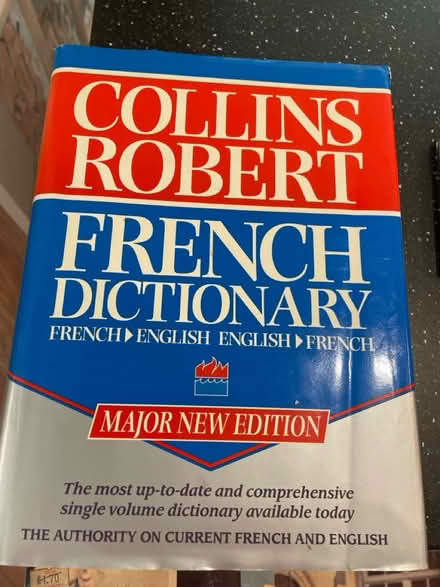 COLLINS
ROBERT
FRENCH
DICTIONARY
FRENCH▶ENGLISH ENGLISH▶FRENCH
MAJOR NEW EDITION
The most up-to-date and comprehensive
single volume dictionary available today
THE AUTHORITY ON CURRENT FRENCH AND ENGLISH